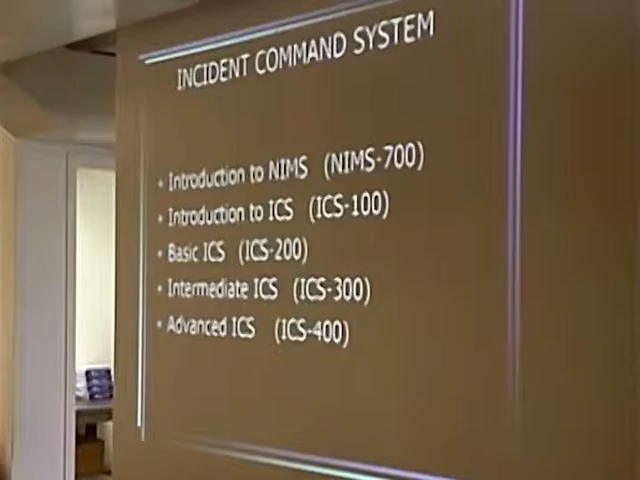 INCIDENT COMMAND SYSTEM
• Introduction to NIMS (NIMS-700)
• Introduction to ICS (ICS-100)
• Basic ICS (ICS-200)
• Intermediate ICS (ICS-300)
• Advanced ICS (ICS-400)